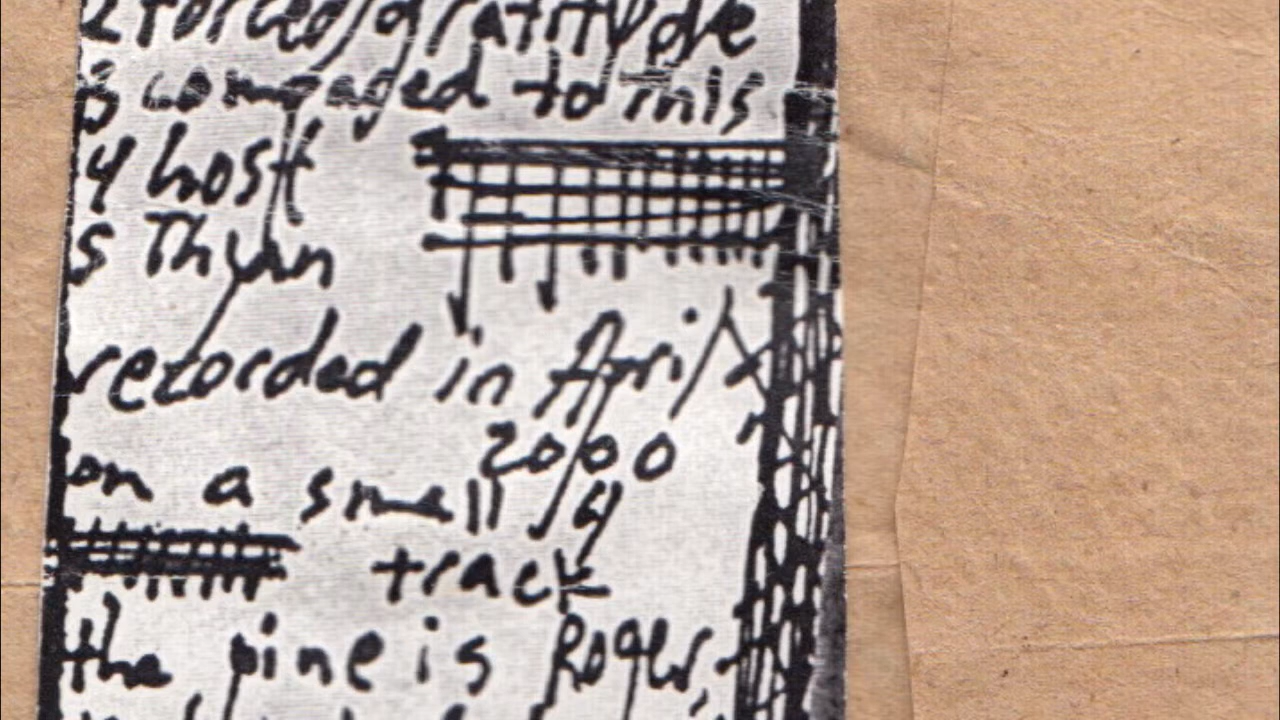 2 forced/gratitude
3 compaged to this
4 host
5 Thyan
recorded in April
2000
on a small 4
track
the pine is Roger,